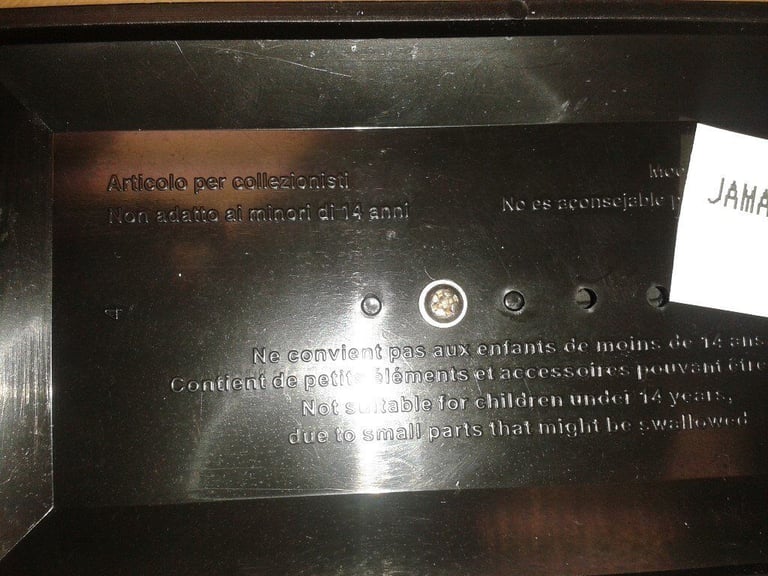 Articolo per collezionisti
Non adatto ai minori di 14 anni
No es aconsejable
JAMA
Ne convient pas aux enfants de moins de 14 ans
Contient de petits éléments et accessoires pouvant être
Not suitable for children under 14 years,
due to small parts that might be swallowed